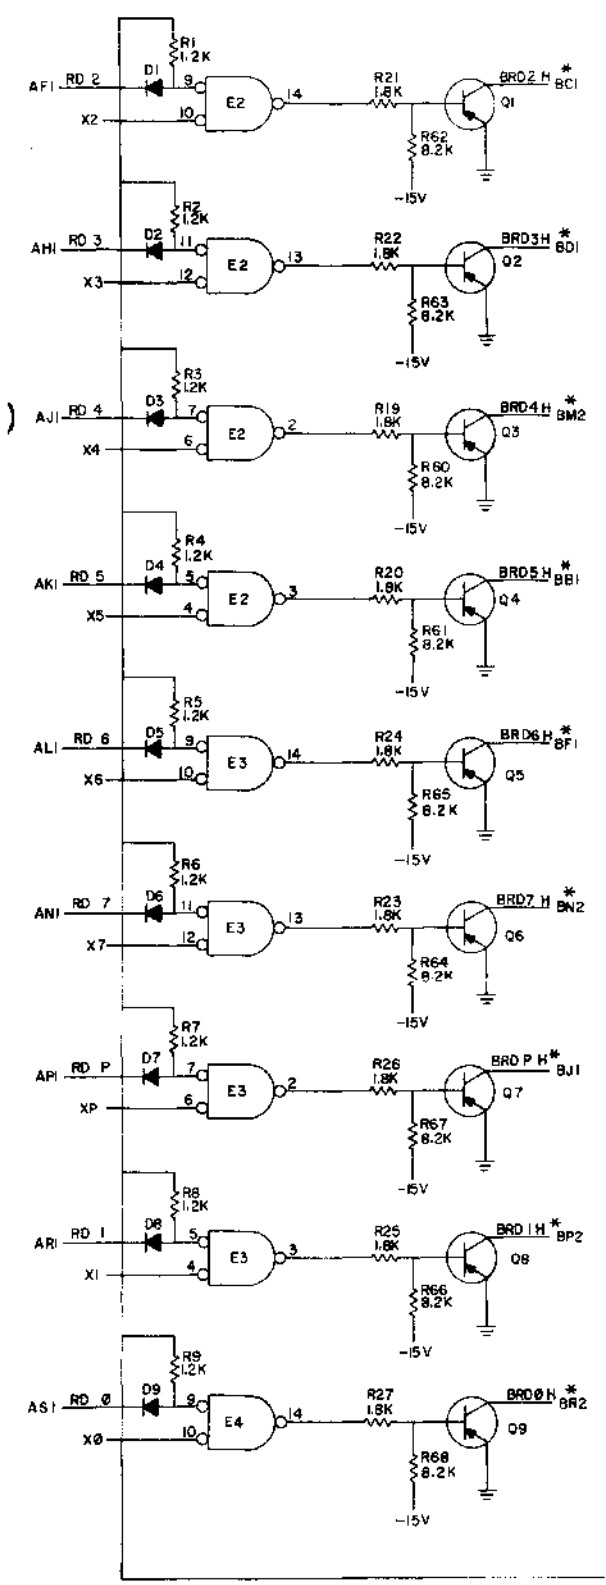 R1
1.2K
AF1 RD 2 D1 9 E2 14 R21 1.8K Q1 BRD2 H * BC1
X2 10
R62
8.2K
-15V
R2
1.2K
AH1 RD 3 D2 11 E2 13 R22 1.8K Q2 BRD3H * BD1
X3 12
R63
8.2K
-15V
)
R3
1.2K
AJ1 RD 4 D3 7 E2 2 R19 1.8K Q3 BRD4 H * BM2
X4 6
R60
8.2K
-15V
R4
1.2K
AK1 RD 5 D4 5 E2 3 R20 1.8K Q4 BRD5 H * BB1
X5 4
R61
8.2K
-15V
R5
1.2K
AL1 RD 6 D5 9 E3 14 R24 1.8K Q5 BRD6 H * BF1
X6 10
R65
8.2K
-15V
R6
1.2K
AN1 RD 7 D6 11 E3 13 R23 1.8K Q6 BRD7 H * BN2
X7 12
R64
8.2K
-15V
R7
1.2K
AP1 RD P D7 7 E3 2 R26 1.8K Q7 BRD P H * BJ1
XP 6
R67
8.2K
-15V
R8
1.2K
AR1 RD 1 D8 5 E3 3 R25 1.8K Q8 BRD 1 H * BP2
X1 4
R66
8.2K
-15V
R9
1.2K
AS1 RD Ø D9 9 E4 14 R27 1.8K Q9 BRDØ H * BR2
XØ 10
R68
8.2K
-15V